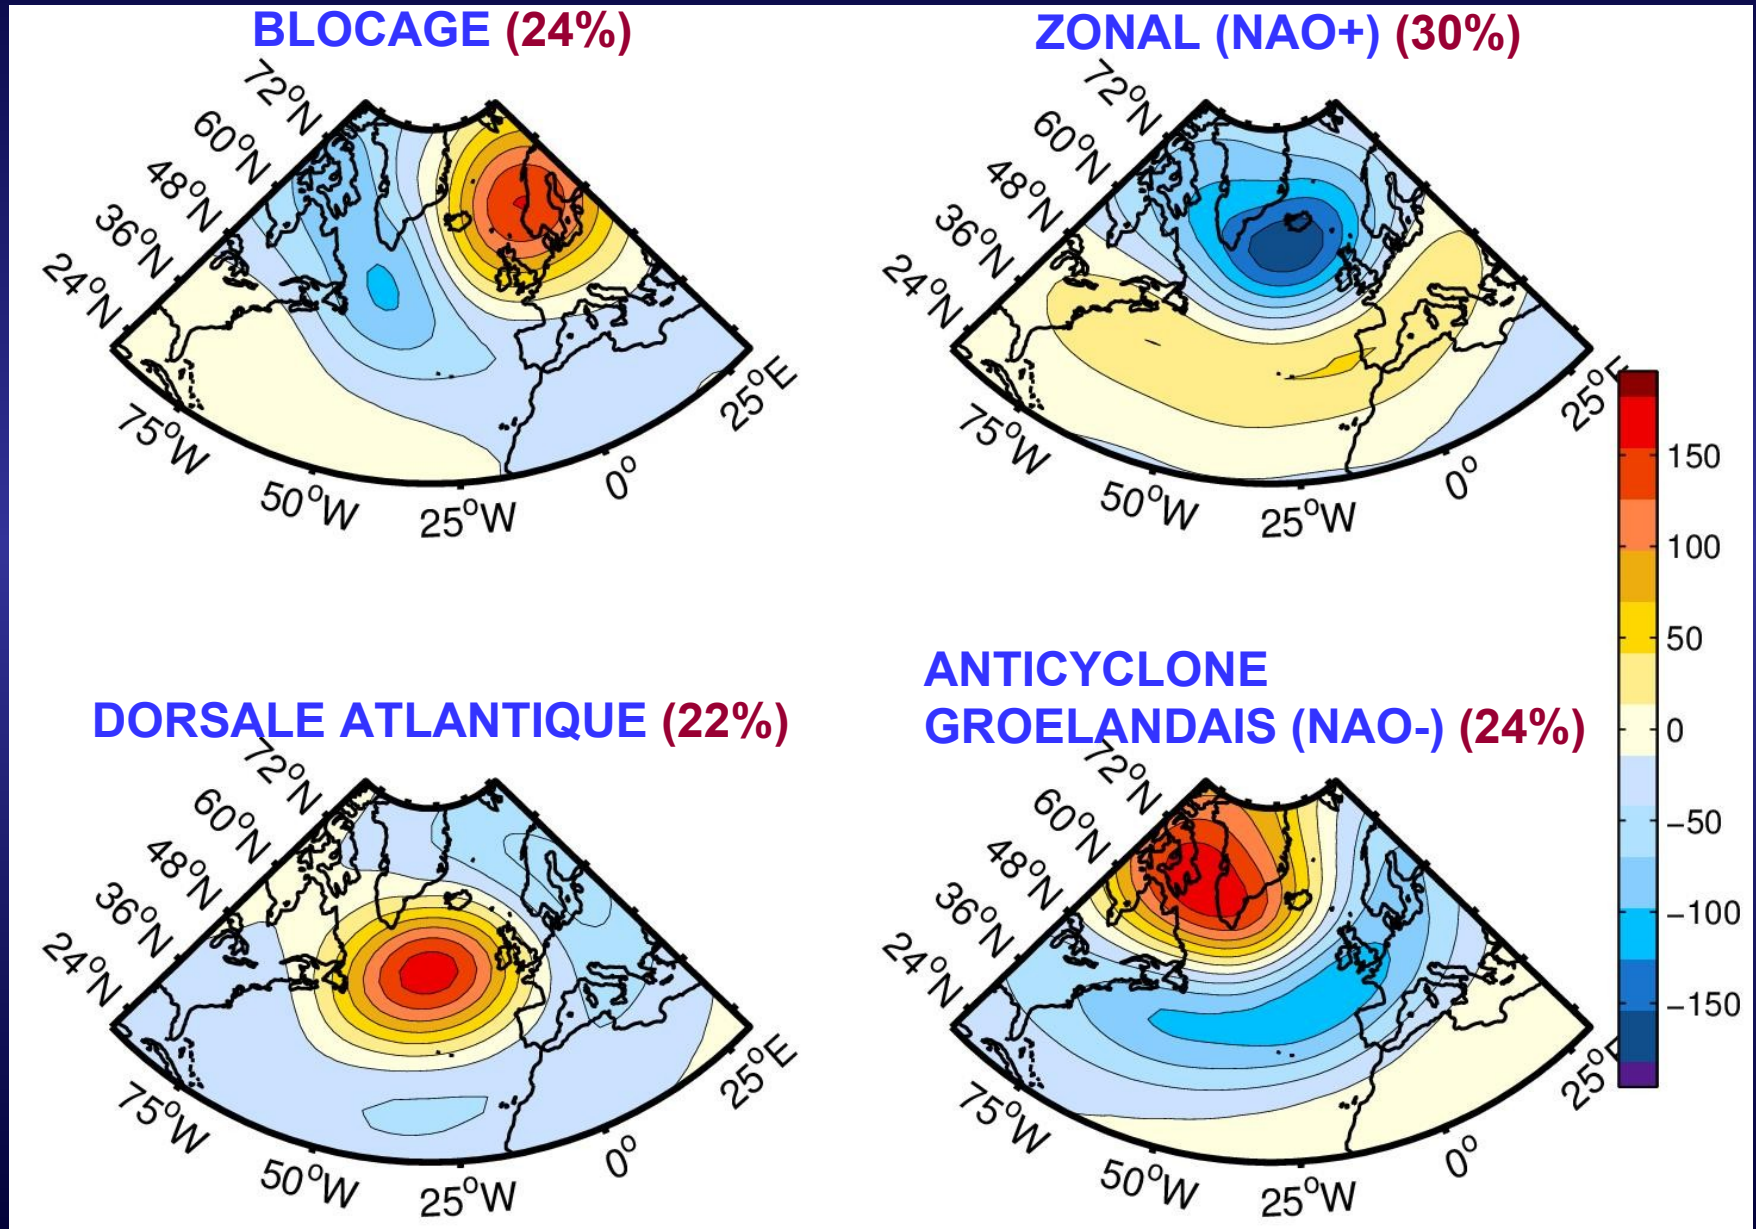 BLOCAGE (24%)
72°N
60°N
48°N
36°N
24°N
75°W
50°W
25°W
0°
25°E
ZONAL (NAO+) (30%)
72°N
60°N
48°N
36°N
24°N
75°W
50°W
25°W
0°
25°E
150
100
50
0
−50
−100
−150
DORSALE ATLANTIQUE (22%)
72°N
60°N
48°N
36°N
24°N
75°W
50°W
25°W
0°
25°E
ANTICYCLONE
GROELANDAIS (NAO-) (24%)
72°N
60°N
48°N
36°N
24°N
75°W
50°W
25°W
0°
25°E